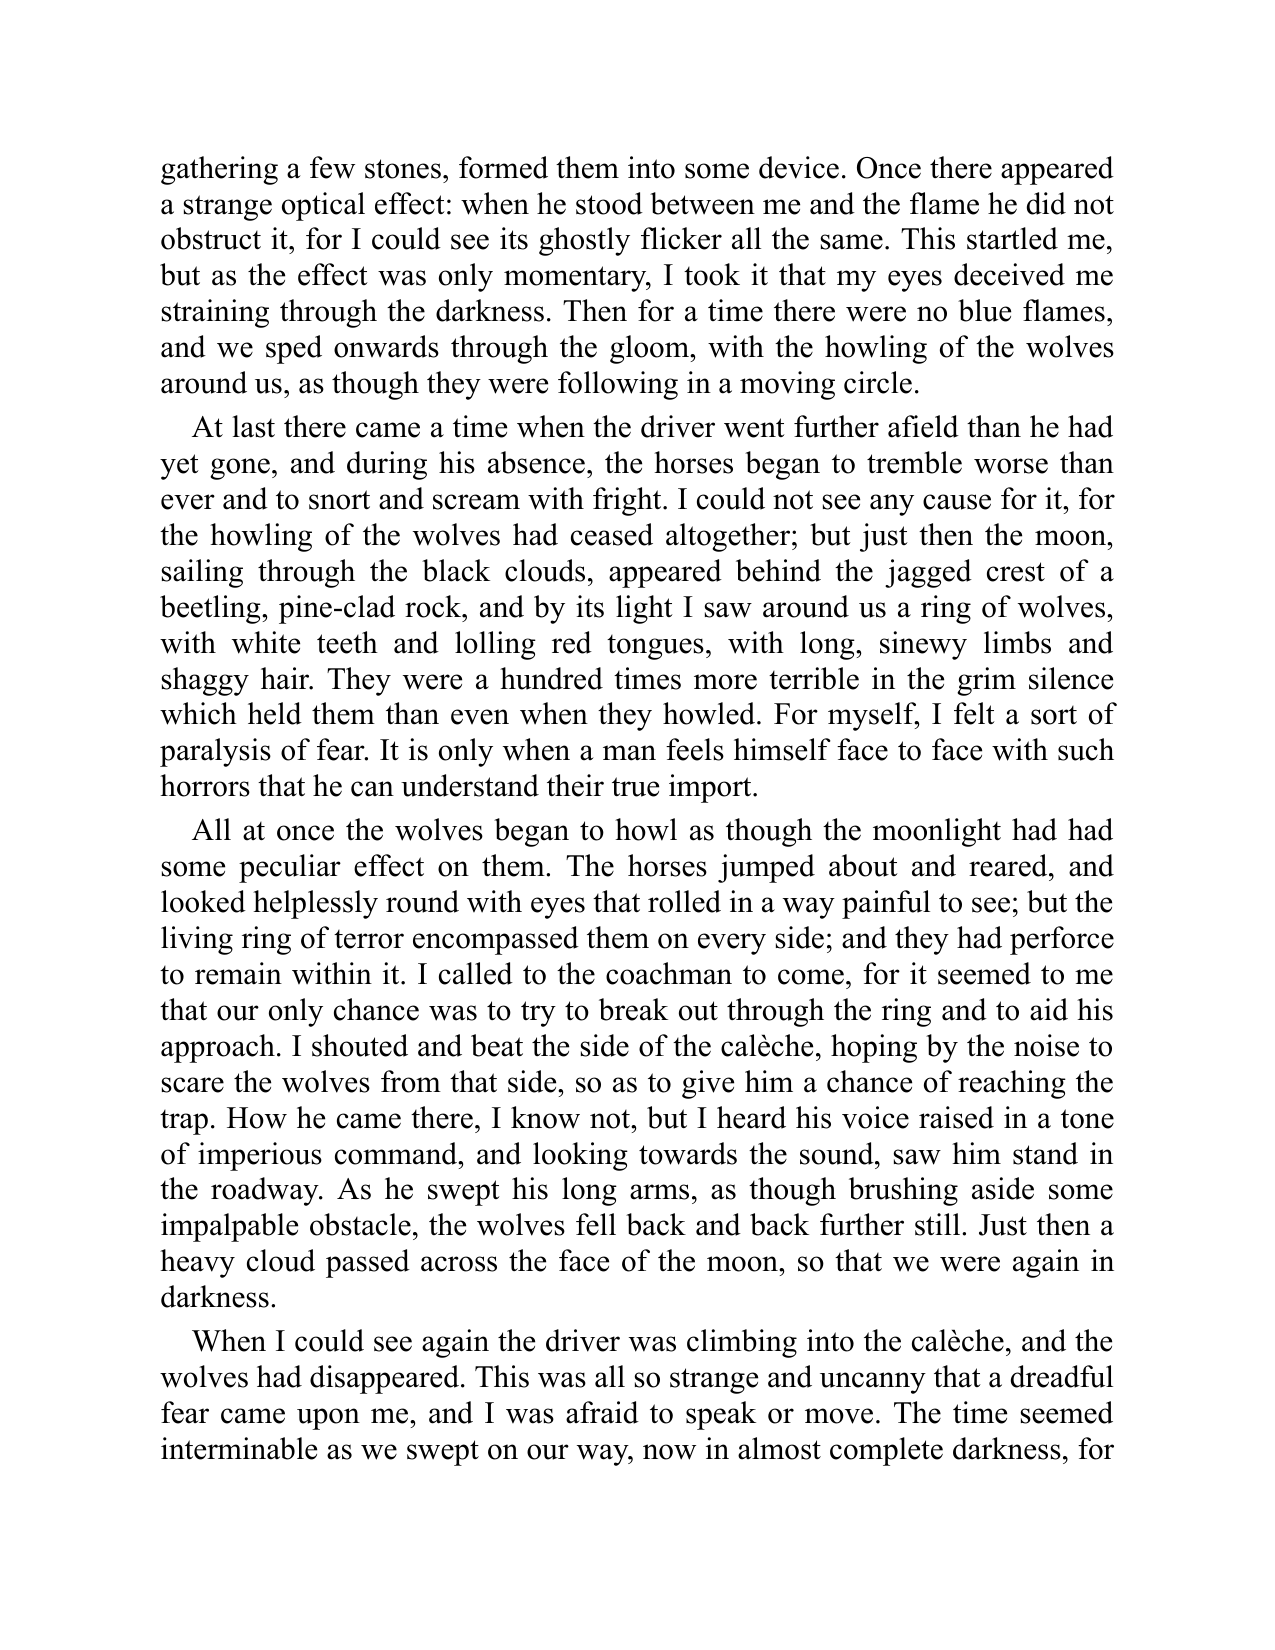 gathering a few stones, formed them into some device. Once there appeared
a strange optical effect: when he stood between me and the flame he did not
obstruct it, for I could see its ghostly flicker all the same. This startled me,
but as the effect was only momentary, I took it that my eyes deceived me
straining through the darkness. Then for a time there were no blue flames,
and we sped onwards through the gloom, with the howling of the wolves
around us, as though they were following in a moving circle.
At last there came a time when the driver went further afield than he had
yet gone, and during his absence, the horses began to tremble worse than
ever and to snort and scream with fright. I could not see any cause for it, for
the howling of the wolves had ceased altogether; but just then the moon,
sailing through the black clouds, appeared behind the jagged crest of a
beetling, pine-clad rock, and by its light I saw around us a ring of wolves,
with white teeth and lolling red tongues, with long, sinewy limbs and
shaggy hair. They were a hundred times more terrible in the grim silence
which held them than even when they howled. For myself, I felt a sort of
paralysis of fear. It is only when a man feels himself face to face with such
horrors that he can understand their true import.
All at once the wolves began to howl as though the moonlight had had
some peculiar effect on them. The horses jumped about and reared, and
looked helplessly round with eyes that rolled in a way painful to see; but the
living ring of terror encompassed them on every side; and they had perforce
to remain within it. I called to the coachman to come, for it seemed to me
that our only chance was to try to break out through the ring and to aid his
approach. I shouted and beat the side of the calèche, hoping by the noise to
scare the wolves from that side, so as to give him a chance of reaching the
trap. How he came there, I know not, but I heard his voice raised in a tone
of imperious command, and looking towards the sound, saw him stand in
the roadway. As he swept his long arms, as though brushing aside some
impalpable obstacle, the wolves fell back and back further still. Just then a
heavy cloud passed across the face of the moon, so that we were again in
darkness.
When I could see again the driver was climbing into the calèche, and the
wolves had disappeared. This was all so strange and uncanny that a dreadful
fear came upon me, and I was afraid to speak or move. The time seemed
interminable as we swept on our way, now in almost complete darkness, for